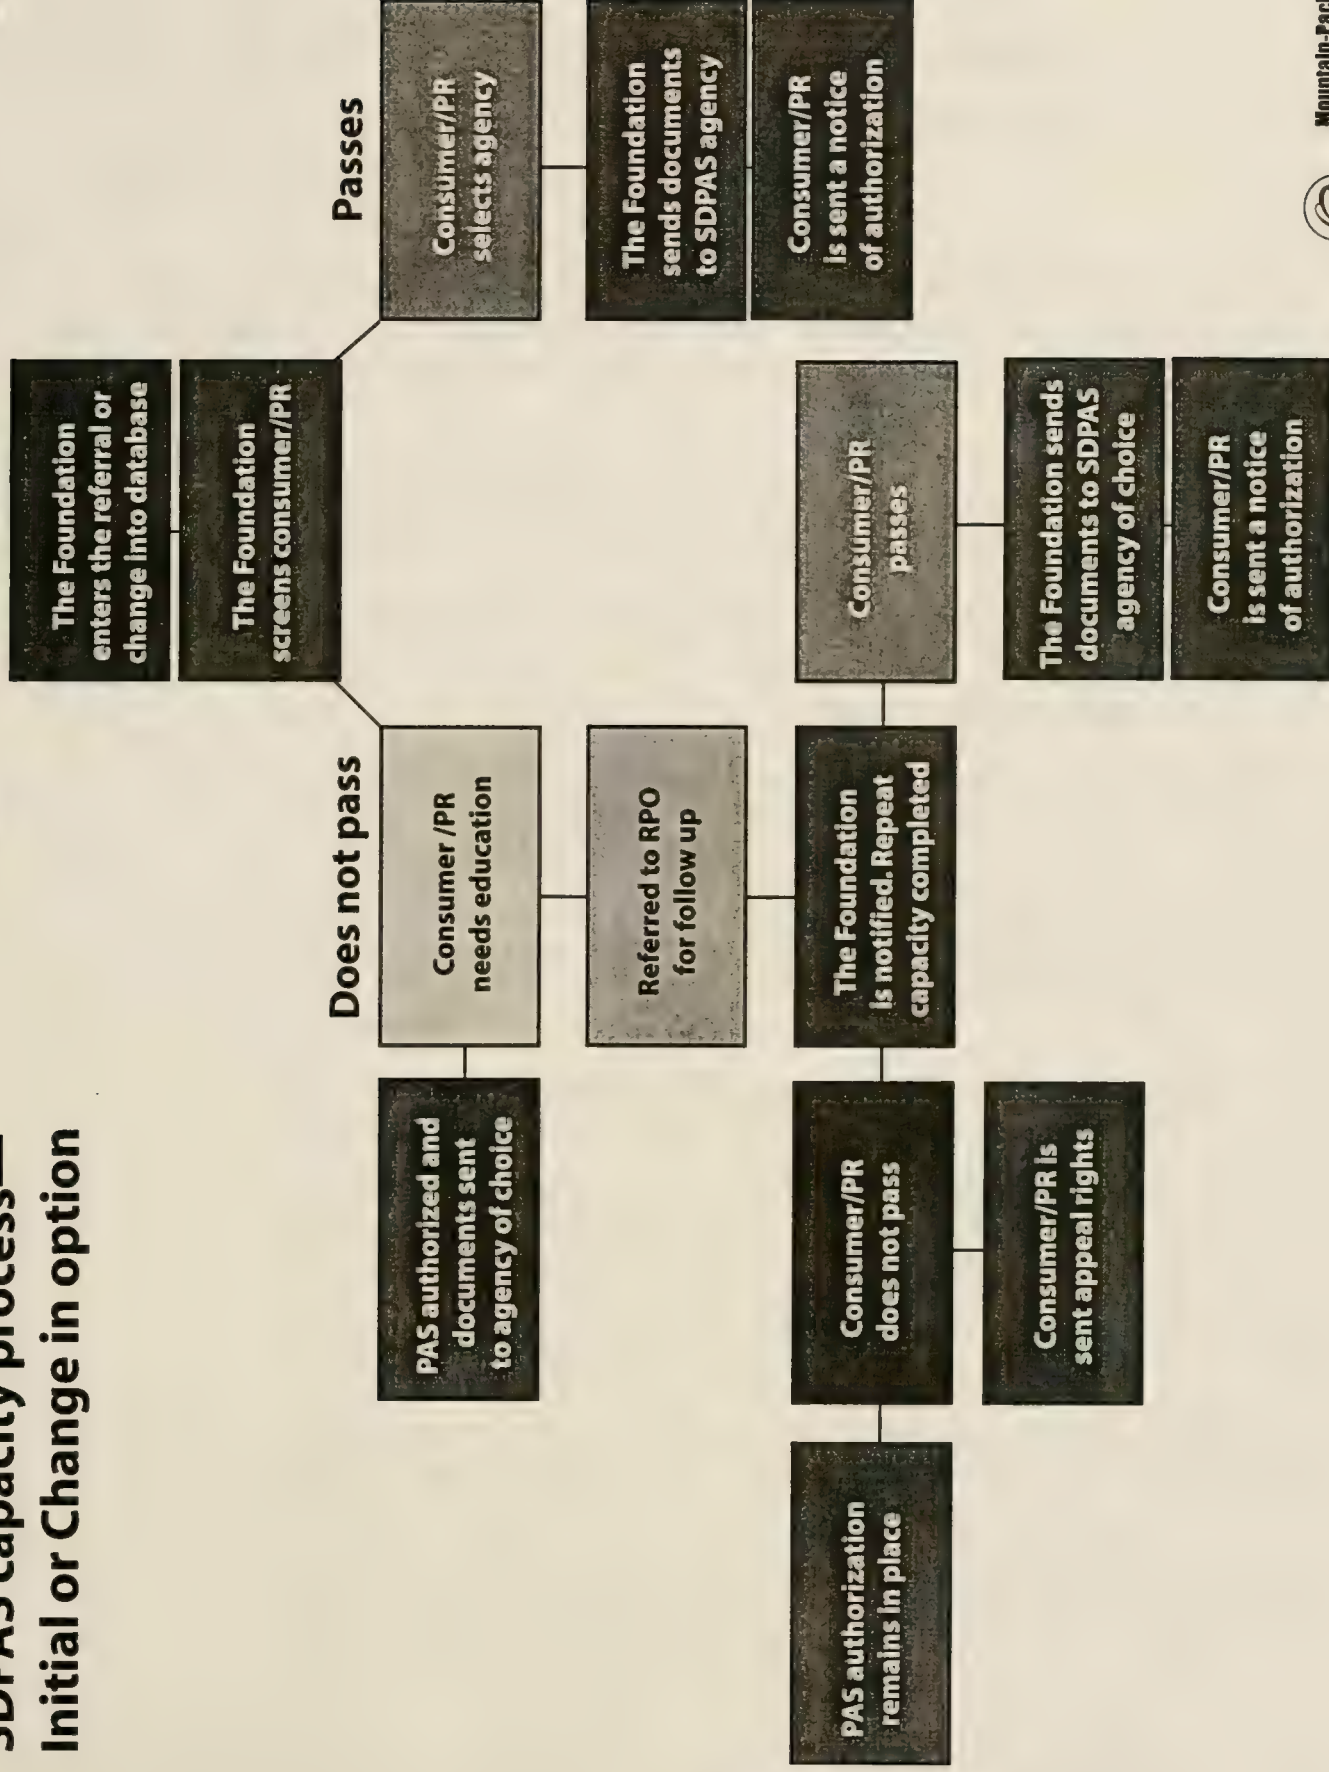 SDPAS capacity process—
Initial or Change in option
The Foundation
enters the referral or
change into database
The Foundation
screens consumer/PR
Does not pass
Passes
PAS authorized and
documents sent
to agency of choice
Consumer /PR
needs education
Consumer/PR
selects agency
Referred to RPO
for follow up
The Foundation
sends documents
to SDPAS agency
Consumer/PR
is sent a notice
of authorization
PAS authorization
remains in place
Consumer/PR
does not pass
The Foundation
is notified. Repeat
capacity completed
Consumer/PR
passes
Consumer/PR is
sent appeal rights
The Foundation sends
documents to SDPAS
agency of choice
Consumer/PR
is sent a notice
of authorization